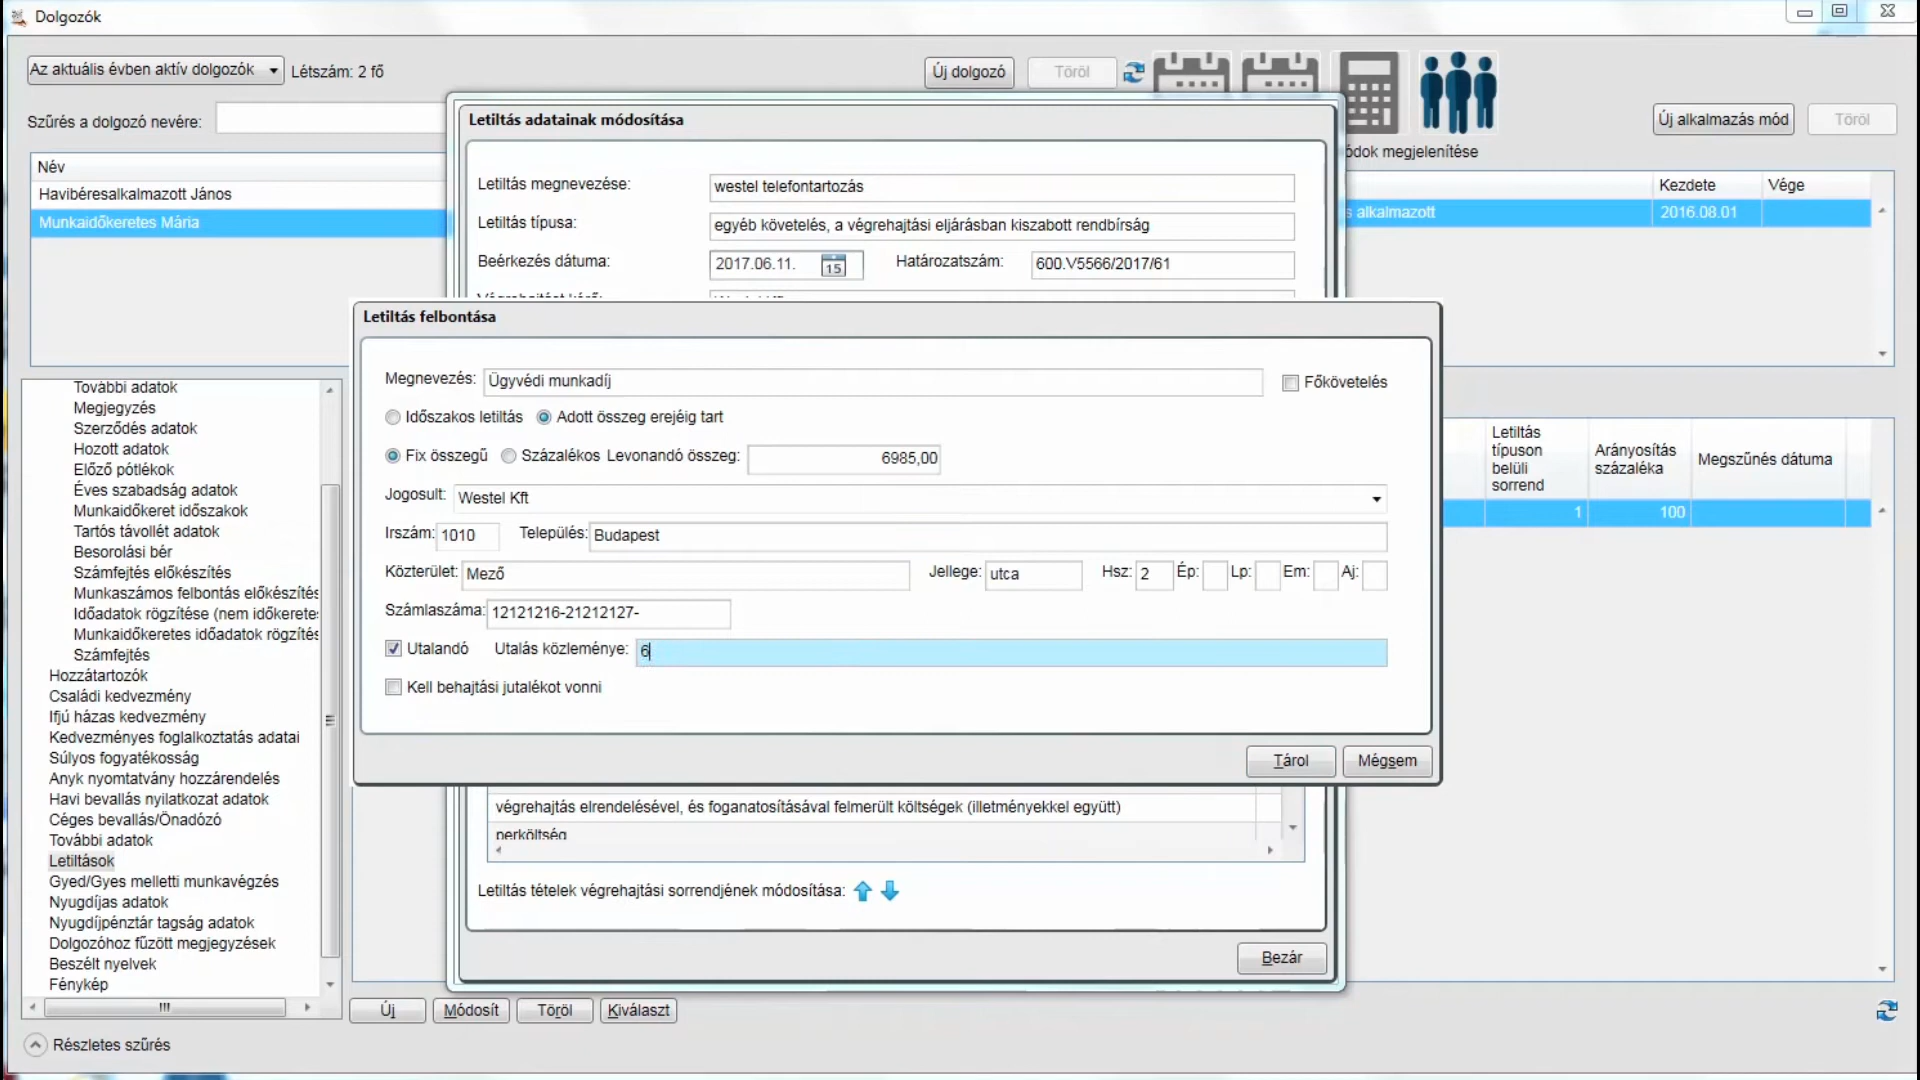 Dolgozók
Az aktuális évben aktív dolgozók
Létszám: 2 fő
Új dolgozó
Töröl
Szűrés a dolgozó nevére:
Új alkalmazás mód
Töröl
ódok megjelenítése
Név
Havibéresalkalmazott János
Munkaidőkeretes Mária
Kezdete
Vége
s alkalmazott
2016.08.01
Letiltás adatainak módosítása
Letiltás megnevezése:
westel telefontartozás
Letiltás típusa:
egyéb követelés, a végrehajtási eljárásban kiszabott rendbírság
Beérkezés dátuma:
2017.06.11.
15
Határozatszám:
600.V5566/2017/61
Letiltás felbontása
Megnevezés:
Ügyvédi munkadíj
Főkövetelés
Időszakos letiltás
Adott összeg erejéig tart
Fix összegű
Százalékos
Levonandó összeg:
6985,00
Jogosult:
Westel Kft
Irszám:
1010
Település:
Budapest
Közterület:
Mező
Jellege:
utca
Hsz:
2
Ép:
Lp:
Em:
Aj:
Számlaszáma:
12121216-21212127-
Utalandó
Utalás közleménye:
6
Kell behajtási jutalékot vonni
Tárol
Mégsem
További adatok
Megjegyzés
Szerződés adatok
Hozott adatok
Előző pótlékok
Éves szabadság adatok
Munkaidőkeret időszakok
Tartós távollét adatok
Besorolási bér
Számfejtés előkészítés
Munkaszámos felbontás előkészítés
Időadatok rögzítése (nem időkeretes
Munkaidőkeretes időadatok rögzítés
Számfejtés
Hozzátartozók
Családi kedvezmény
Ifjú házas kedvezmény
Kedvezményes foglalkoztatás adatai
Súlyos fogyatékosság
Anyk nyomtatvány hozzárendelés
Havi bevallás nyilatkozat adatok
Céges bevallás/Önadózó
További adatok
Letiltások
Gyed/Gyes melletti munkavégzés
Nyugdíjas adatok
Nyugdíjpénztár tagság adatok
Dolgozóhoz fűzött megjegyzések
Beszélt nyelvek
Fénykép
Letiltás
típuson
belüli
sorrend
Arányosítás
százaléka
Megszűnés dátuma
1
100
végrehajtás elrendelésével, és foganatosításával felmerült költségek (illetményekkel együtt)
perköltség
Letiltás tételek végrehajtási sorrendjének módosítása:
Bezár
Új
Módosít
Töröl
Kiválaszt
Részletes szűrés